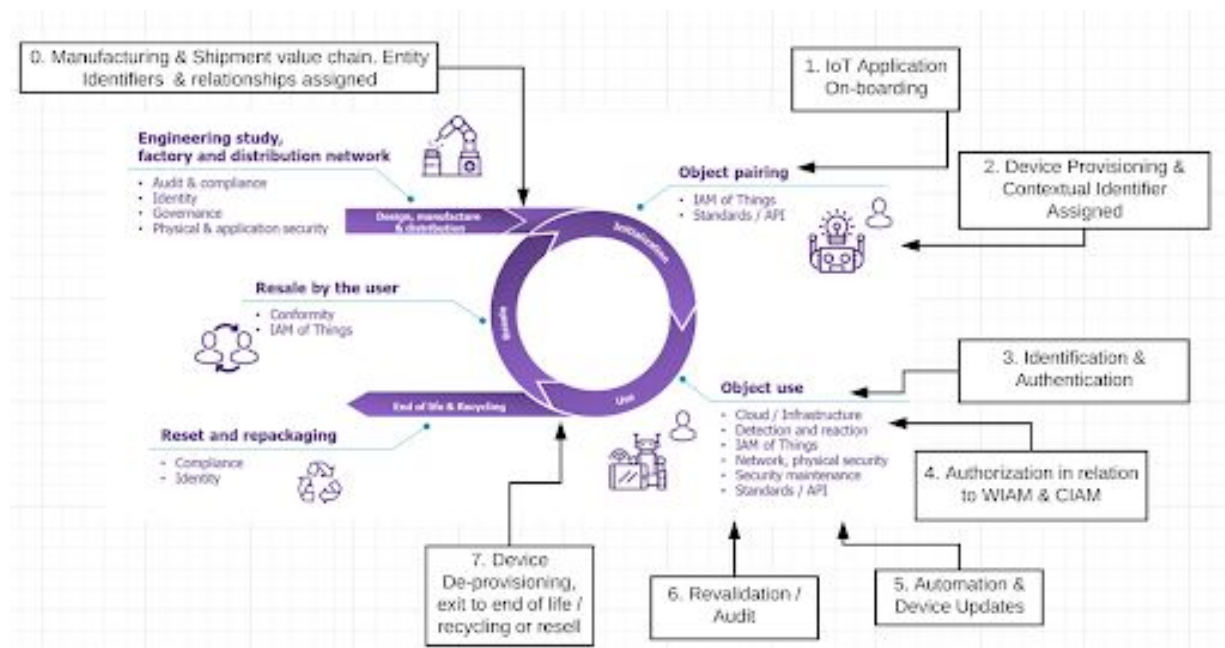 0. Manufacturing & Shipment value chain. Entity
Identifiers & relationships assigned
1. IoT Application
On-boarding
Engineering study,
factory and distribution network
• Audit & compliance
• Identity
• Governance
• Physical & application security
Design, manufacture
& distribution
Initialization
Object pairing
• IAM of Things
• Standards / API
2. Device Provisioning &
Contextual Identifier
Assigned
Resale by the user
• Conformity
• IAM of Things
Resale
Use
3. Identification &
Authentication
Object use
• Cloud / Infrastructure
• Detection and reaction
• IAM of Things
• Network, physical security
• Security maintenance
• Standards / API
End of life & Recycling
Reset and repackaging
• Compliance
• Identity
4. Authorization in relation
to WIAM & CIAM
7. Device
De-provisioning,
exit to end of life /
recycling or resell
6. Revalidation /
Audit
5. Automation &
Device Updates